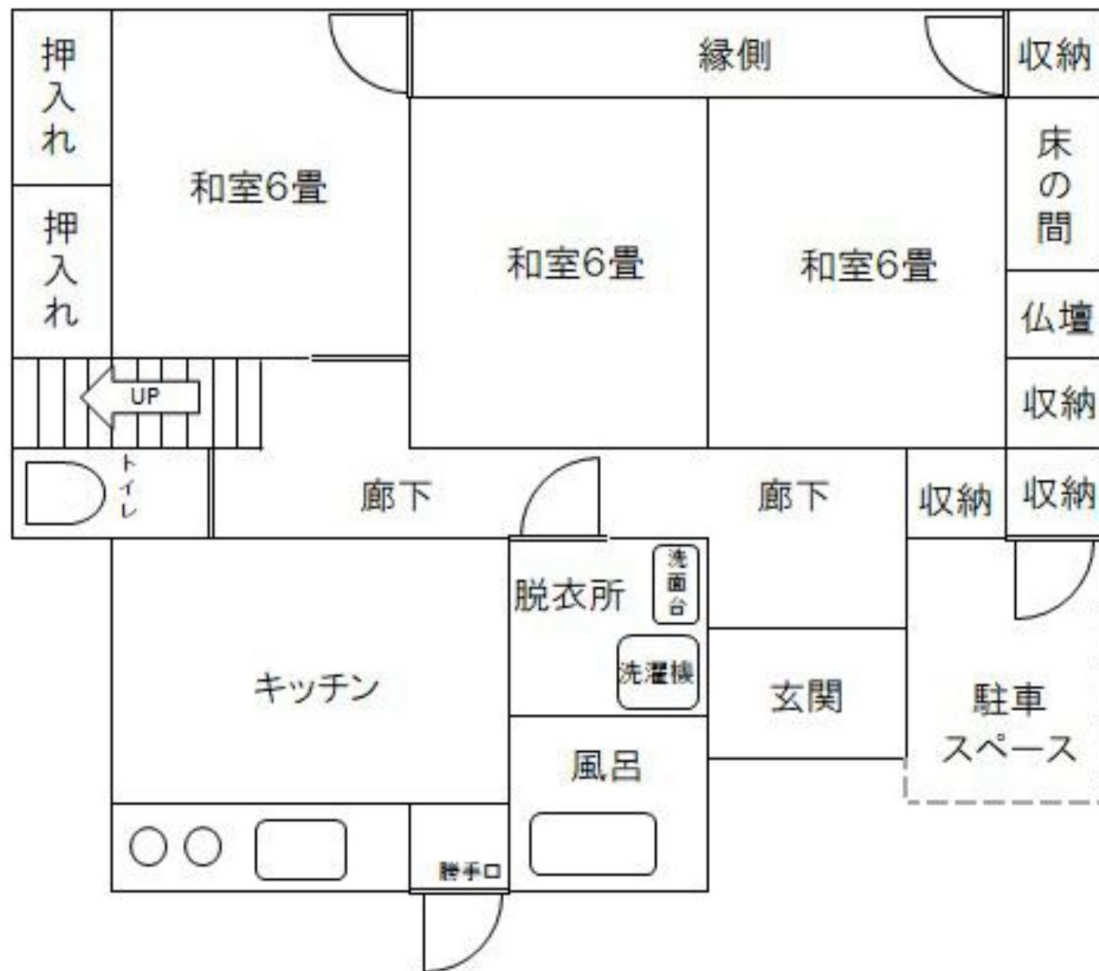 押入れ
縁側
収納
和室6畳
床の間
押入れ
和室6畳
和室6畳
仏壇
UP
収納
トイレ
廊下
廊下
収納
収納
脱衣所
洗面台
キッチン
洗濯機
玄関
駐車
スペース
風呂
勝手口